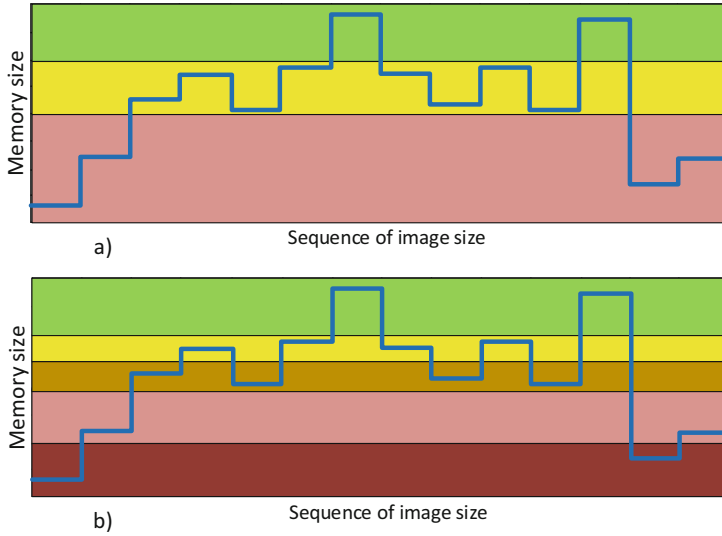 Memory size
Sequence of image size
a)
Memory size
Sequence of image size
b)